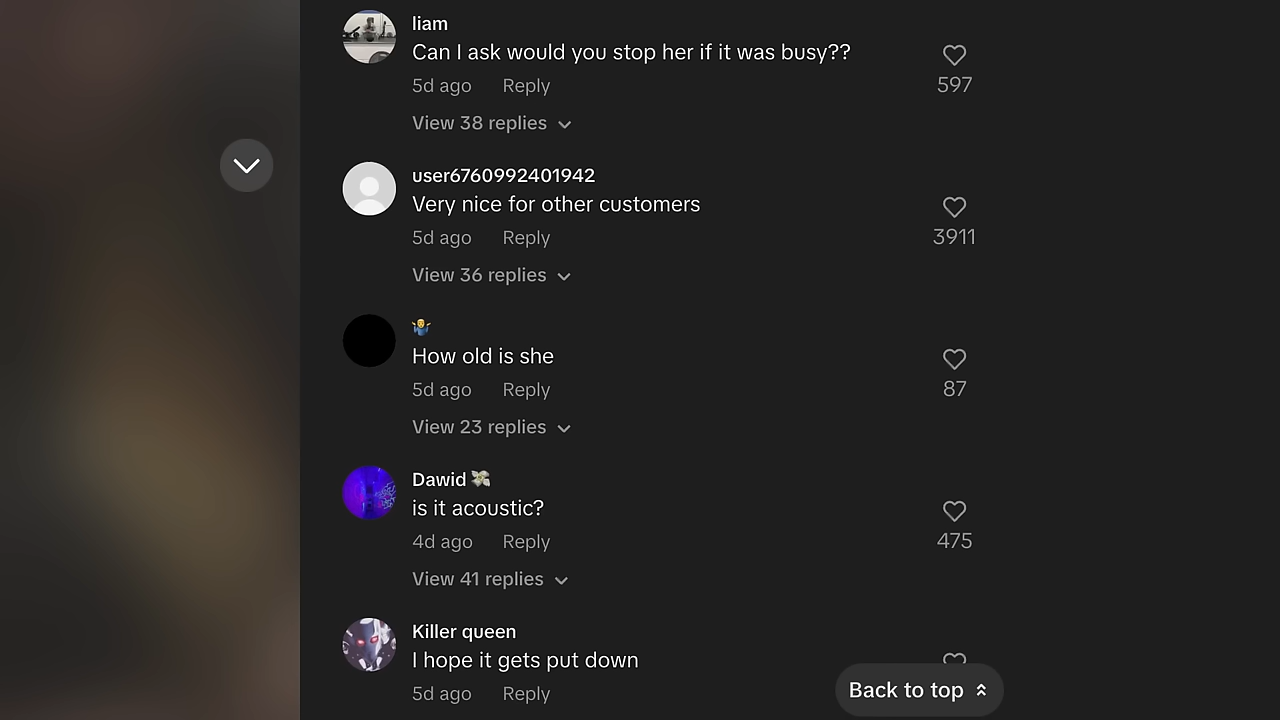 liam
Can I ask would you stop her if it was busy??
5d ago Reply
597
View 38 replies
user6760992401942
Very nice for other customers
5d ago Reply
3911
View 36 replies
🤷‍♂️
How old is she
5d ago Reply
87
View 23 replies
Dawid 💸
is it acoustic?
4d ago Reply
475
View 41 replies
Killer queen
I hope it gets put down
5d ago Reply
Back to top